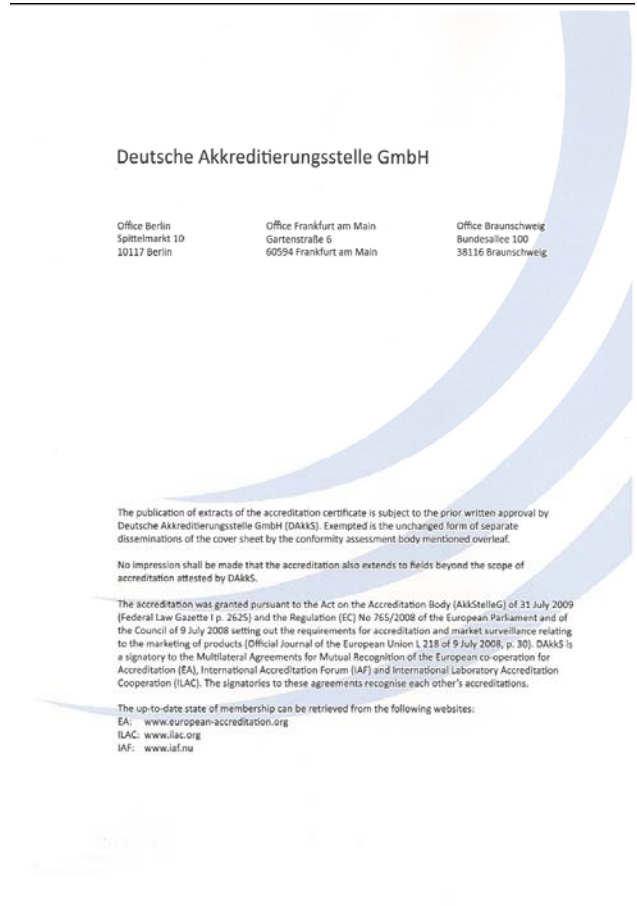 Deutsche Akkreditierungsstelle GmbH
Office Berlin
Spittelmarkt 10
10117 Berlin
Office Frankfurt am Main
Gartenstraße 6
60594 Frankfurt am Main
Office Braunschweig
Bundesallee 100
38116 Braunschweig
The publication of extracts of the accreditation certificate is subject to the prior written approval by
Deutsche Akkreditierungsstelle GmbH (DAkkS). Exempted is the unchanged form of separate
disseminations of the cover sheet by the conformity assessment body mentioned overleaf.
No impression shall be made that the accreditation also extends to fields beyond the scope of
accreditation attested by DAkkS.
The accreditation was granted pursuant to the Act on the Accreditation Body (AkkStelleG) of 31 July 2009
(Federal Law Gazette I p. 2625) and the Regulation (EC) No 765/2008 of the European Parliament and of
the Council of 9 July 2008 setting out the requirements for accreditation and market surveillance relating
to the marketing of products (Official Journal of the European Union L 218 of 9 July 2008, p. 30). DAkkS is
a signatory to the Multilateral Agreements for Mutual Recognition of the European co-operation for
Accreditation (EA), International Accreditation Forum (IAF) and International Laboratory Accreditation
Cooperation (ILAC). The signatories to these agreements recognise each other's accreditations.
The up-to-date state of membership can be retrieved from the following websites:
EA: www.european-accreditation.org
ILAC: www.ilac.org
IAF: www.iaf.nu